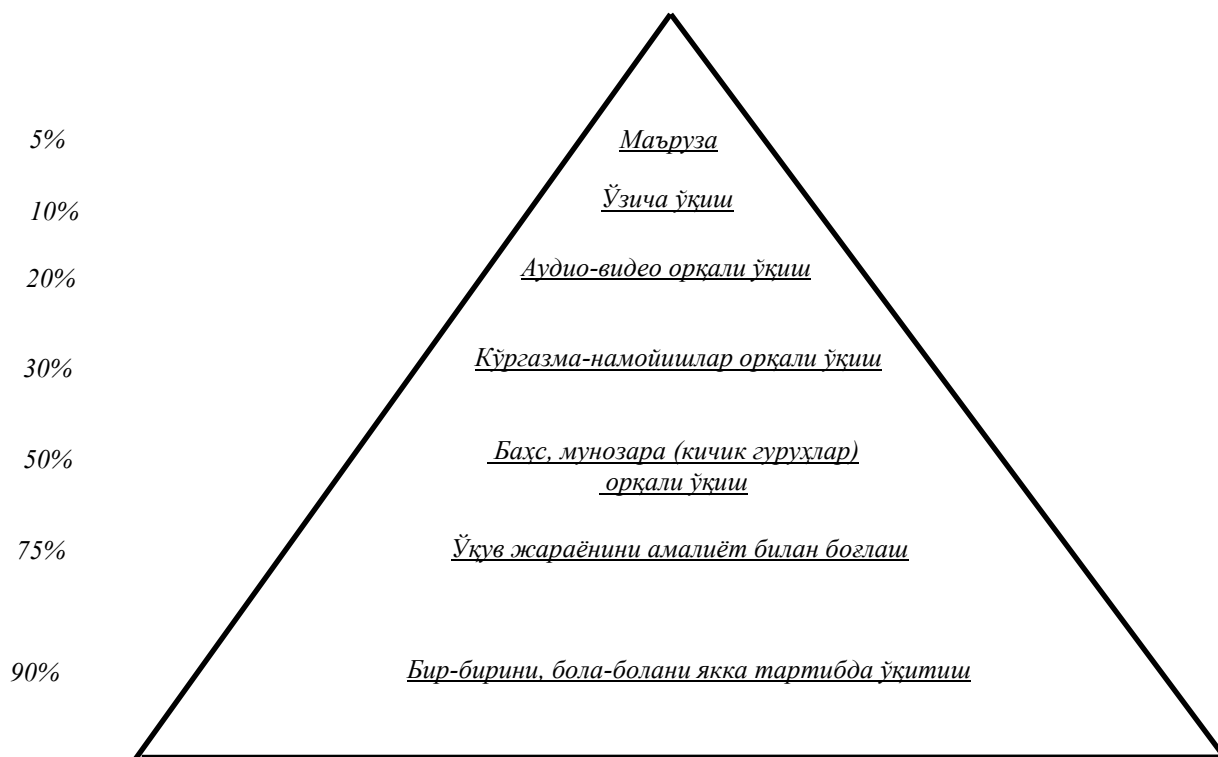 5% Маъруза
10% Ўзича ўқиш
20% Аудио-видео орқали ўқиш
30% Кўргазма-намойишлар орқали ўқиш
50% Баҳс, мунозара (кичик гуруҳлар)
орқали ўқиш
75% Ўқув жараёнини амалиёт билан боғлаш
90% Бир-бирини, бола-болани якка тартибда ўқитиш